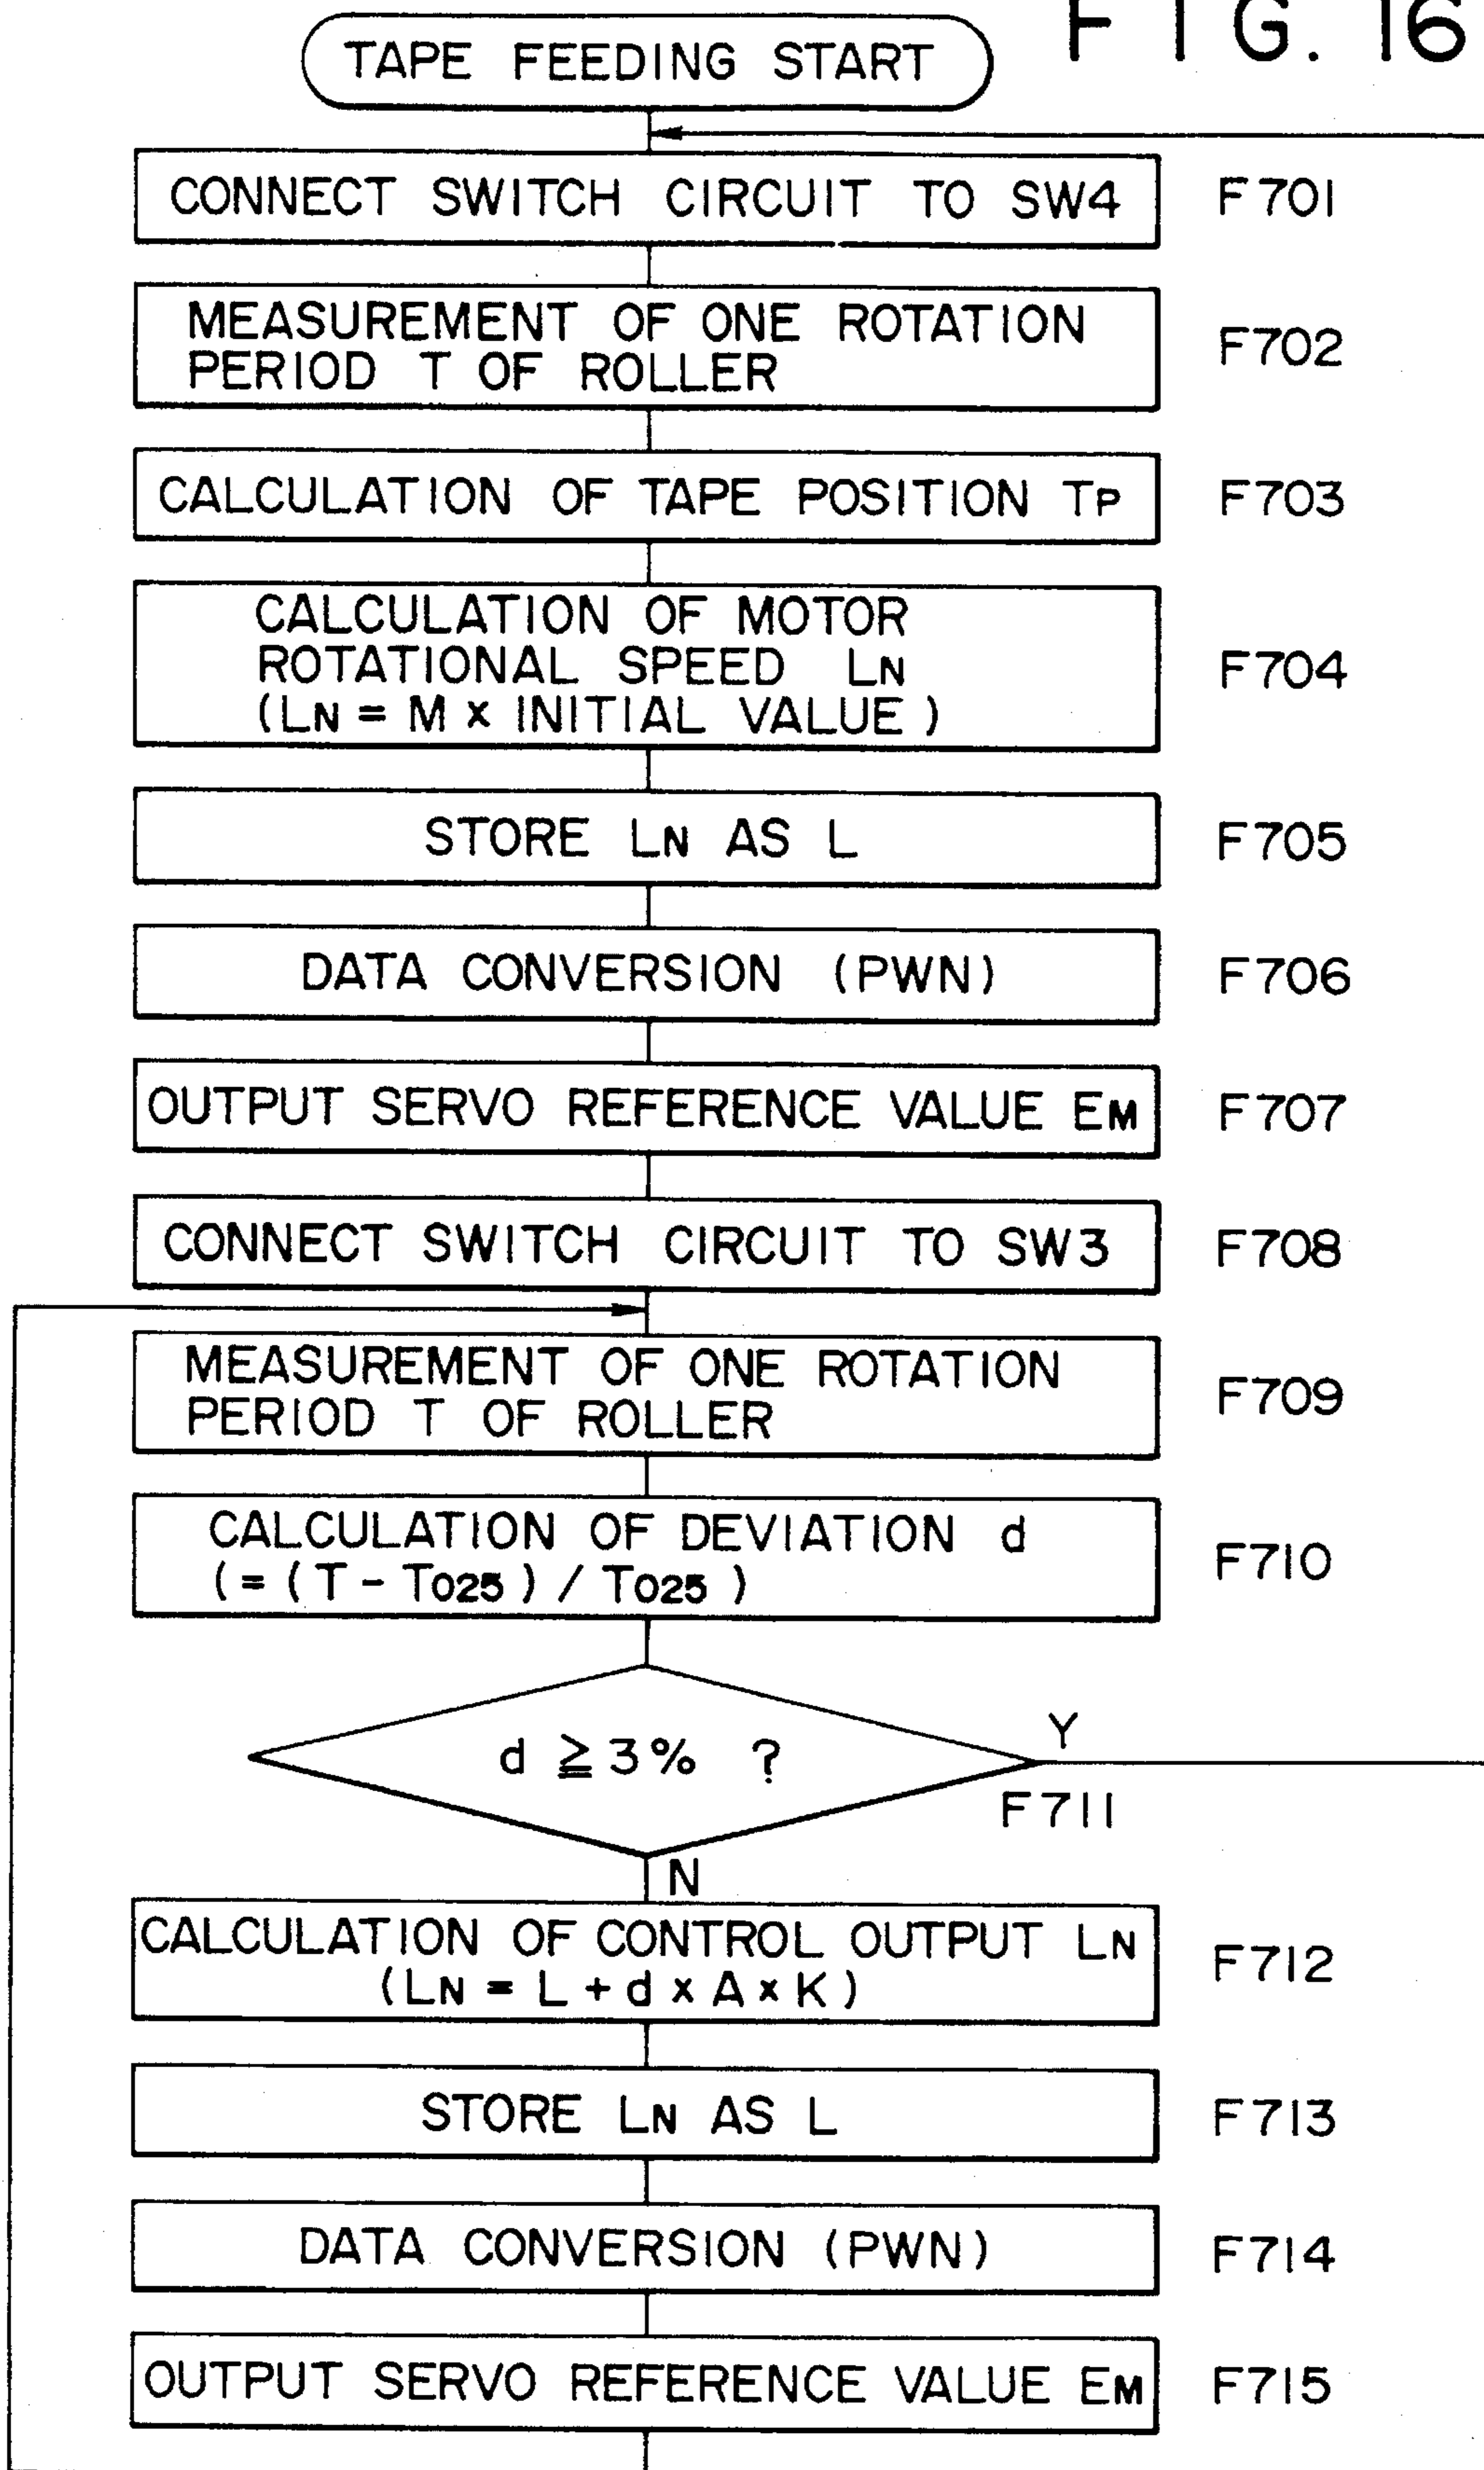 FIG. 16
TAPE FEEDING START
CONNECT SWITCH CIRCUIT TO SW4
F701
MEASUREMENT OF ONE ROTATION
PERIOD T OF ROLLER
F702
CALCULATION OF TAPE POSITION TP
F703
CALCULATION OF MOTOR
ROTATIONAL SPEED LN
(LN = M x INITIAL VALUE)
F704
STORE LN AS L
F705
DATA CONVERSION (PWN)
F706
OUTPUT SERVO REFERENCE VALUE EM
F707
CONNECT SWITCH CIRCUIT TO SW3
F708
MEASUREMENT OF ONE ROTATION
PERIOD T OF ROLLER
F709
CALCULATION OF DEVIATION d
(= (T - T025) / T025)
F710
d ≧ 3% ?
Y
F711
N
CALCULATION OF CONTROL OUTPUT LN
(LN = L + d x A x K)
F712
STORE LN AS L
F713
DATA CONVERSION (PWN)
F714
OUTPUT SERVO REFERENCE VALUE EM
F715